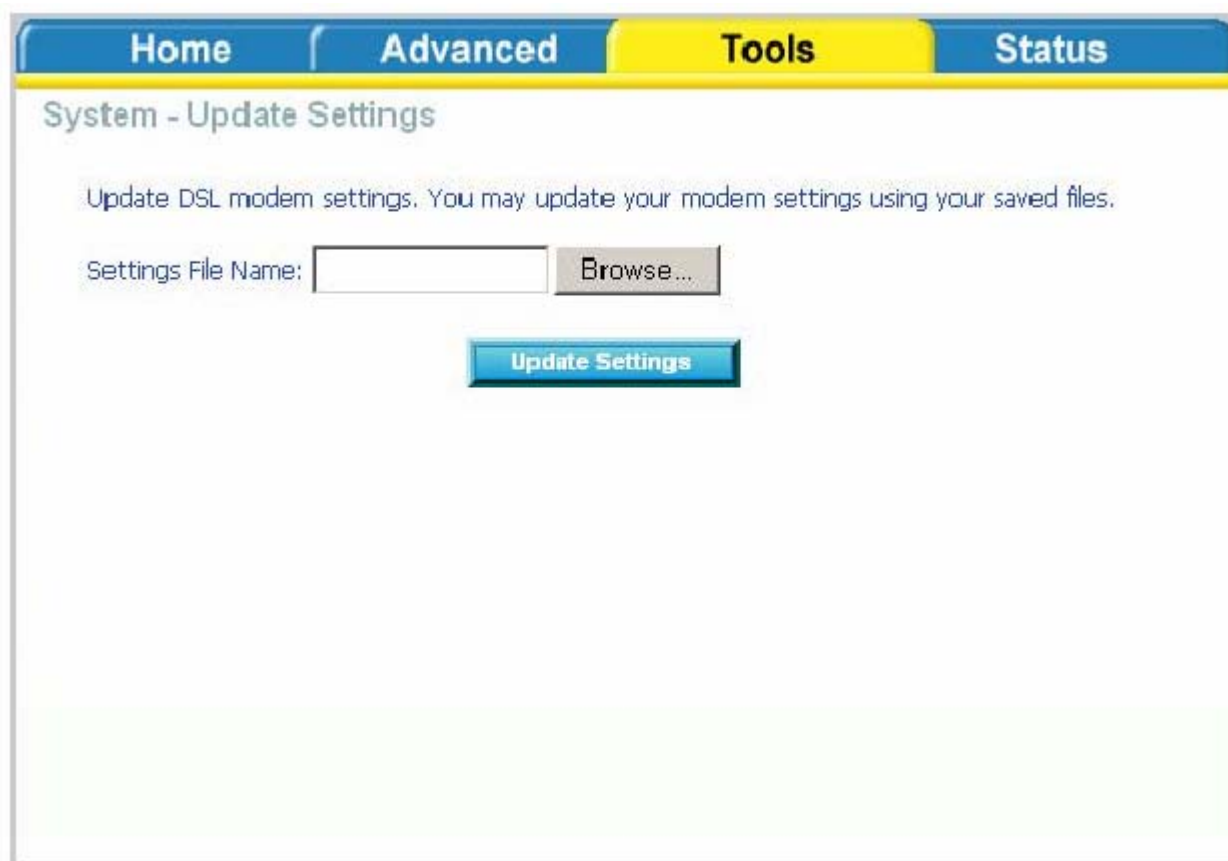 Home Advanced Tools Status
System - Update Settings
Update DSL modem settings. You may update your modem settings using your saved files.
Settings File Name: Browse...
Update Settings